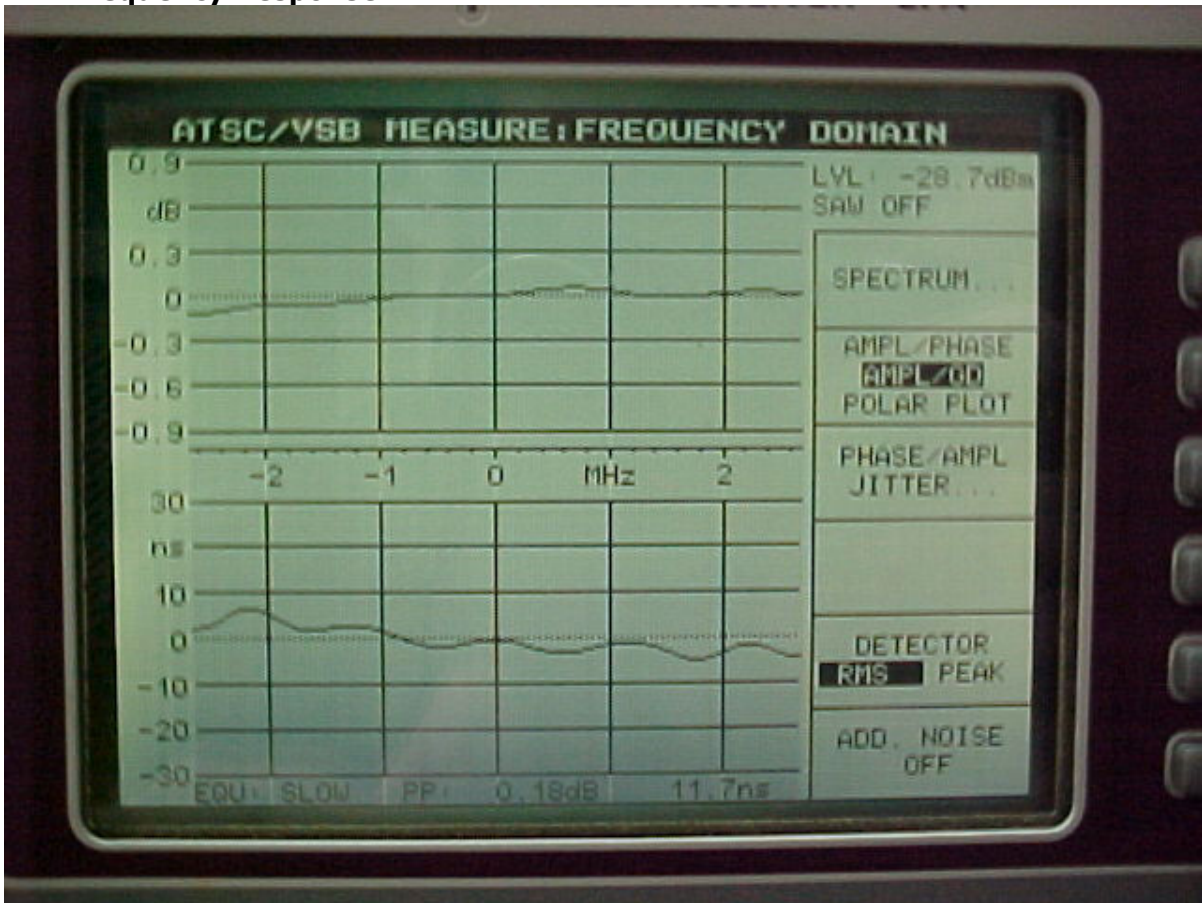 ATSC/VSB MEASURE:FREQUENCY DOMAIN
LVL: -28.7dBm
SAW OFF
0.9
dB
0.3
0
-0.3
-0.6
-0.9
-2 -1 0 MHz 2
30
ns
10
0
-10
-20
-30
EQU: SLOW PP: 0.18dB 11.7ns
SPECTRUM...
AMPL/PHASE
AMPL/GD
POLAR PLOT
PHASE/AMPL
JITTER...
DETECTOR
RMS PEAK
ADD. NOISE
OFF